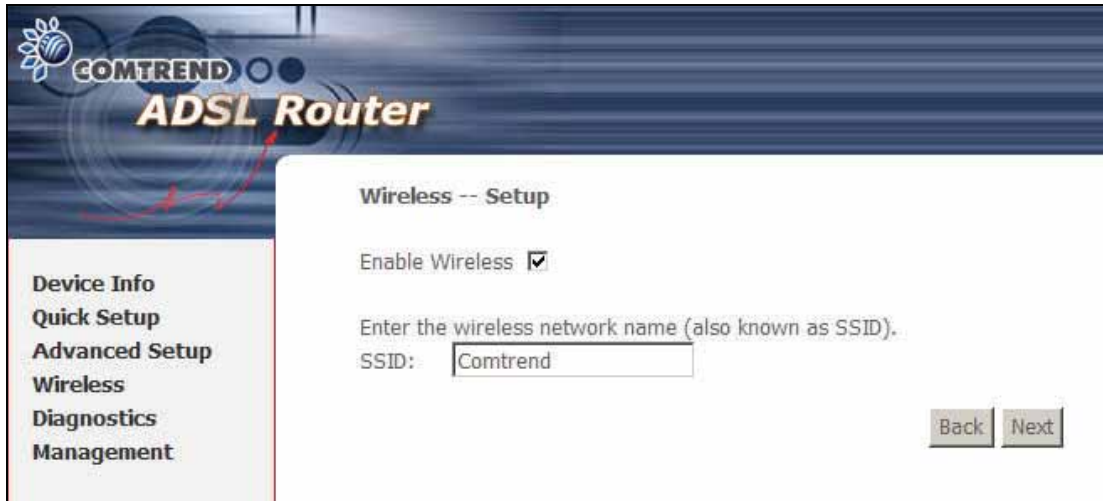 COMTREND
ADSL Router
Device Info
Quick Setup
Advanced Setup
Wireless
Diagnostics
Management
Wireless -- Setup
Enable Wireless
Enter the wireless network name (also known as SSID).
SSID: Comtrend
Back Next